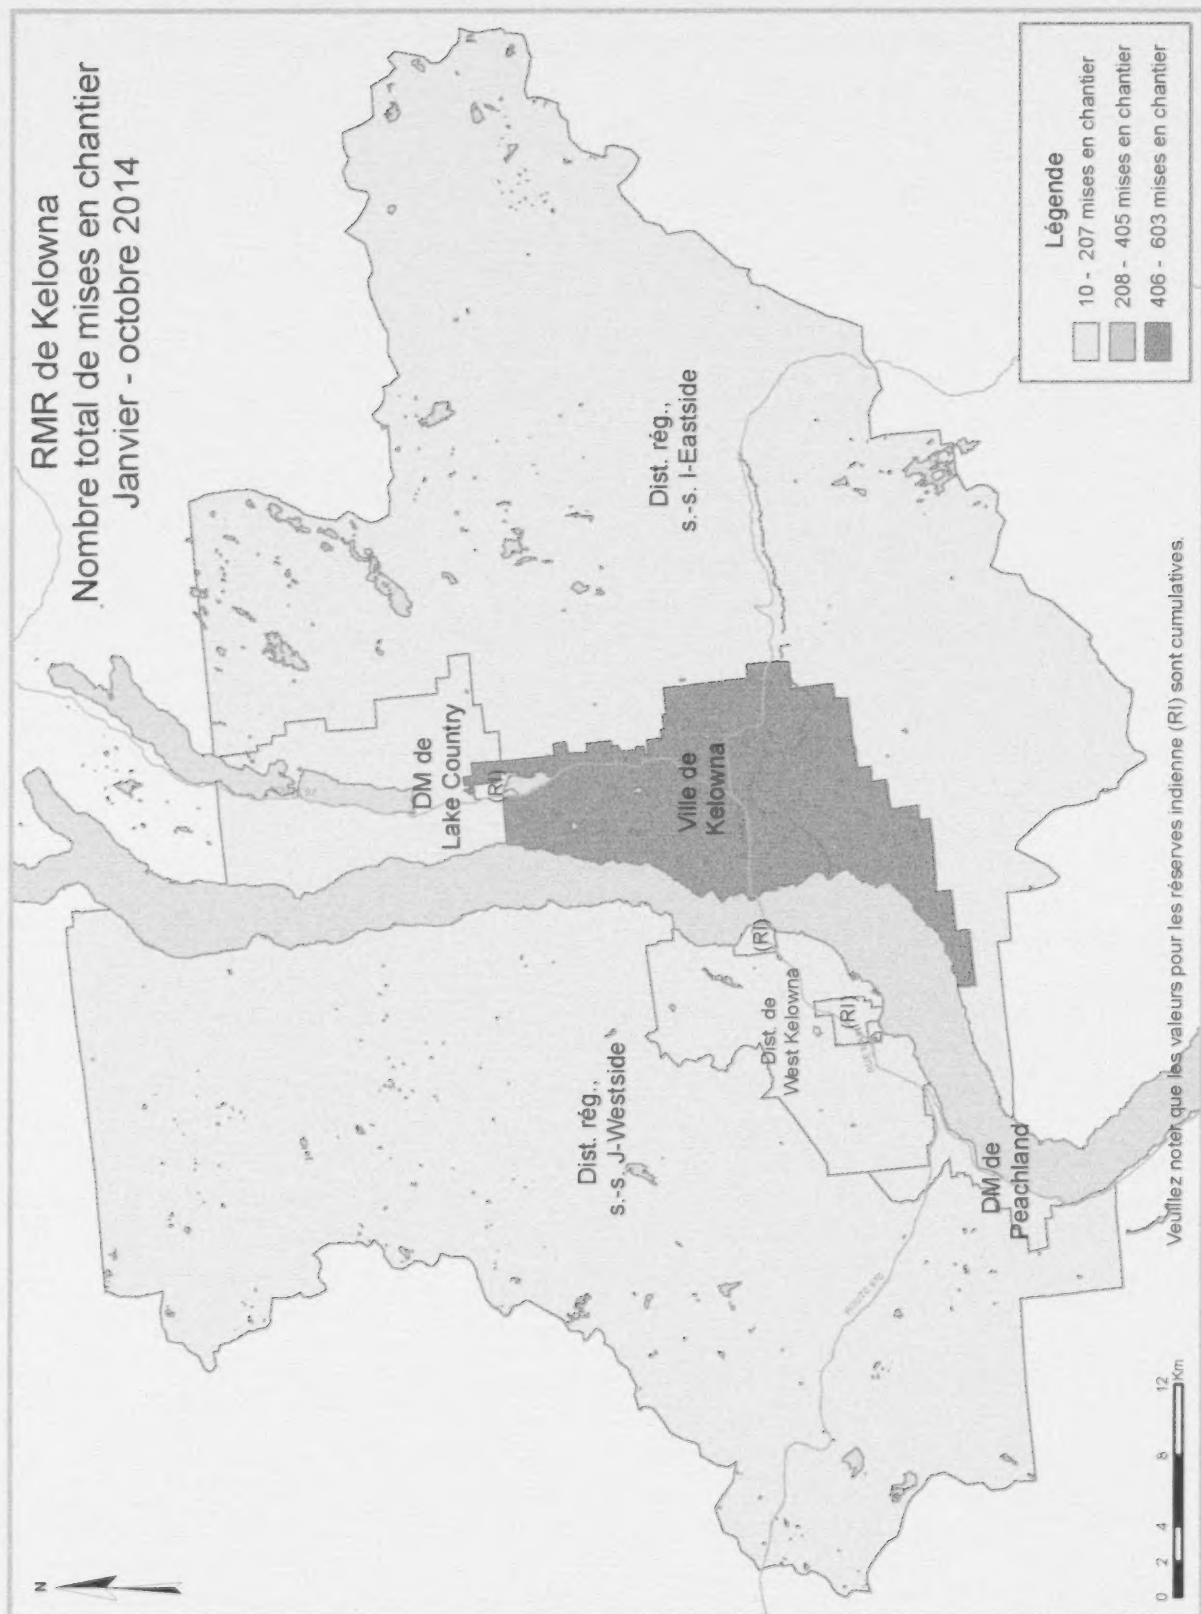 RMR de Kelowna
Nombre total de mises en chantier
Janvier - octobre 2014
N
DM de
Lake Country
(RI)
Dist. rég.,
s.-s. J-Westside
Dist. rég.,
s.-s. I-Eastside
Ville de
Kelowna
(RI)
Dist. de
West Kelowna
(RI)
DM de
Peachland
Légende
10 - 207 mises en chantier
208 - 405 mises en chantier
406 - 603 mises en chantier
0 2 4 8 12
Km
Veuillez noter que les valeurs pour les réserves indienne (RI) sont cumulatives.